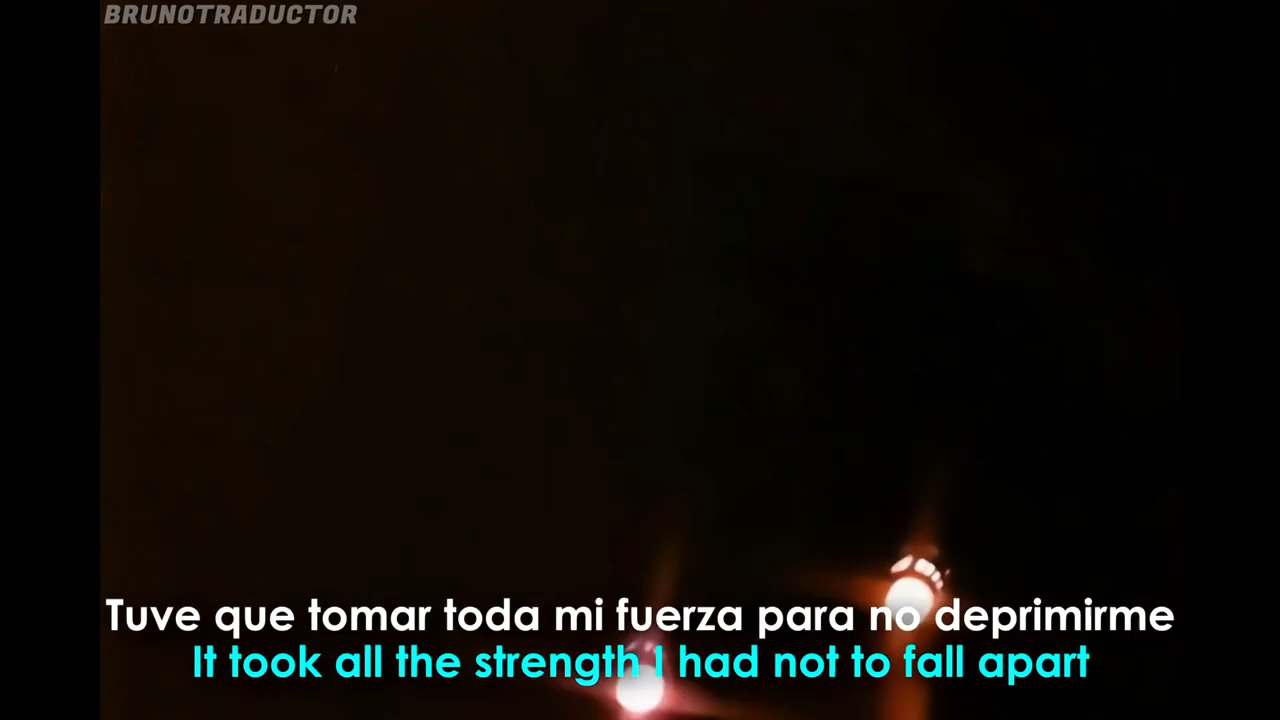 BRUNOTRADUCTOR
Tuve que tomar toda mi fuerza para no deprimirme
It took all the strength I had not to fall apart